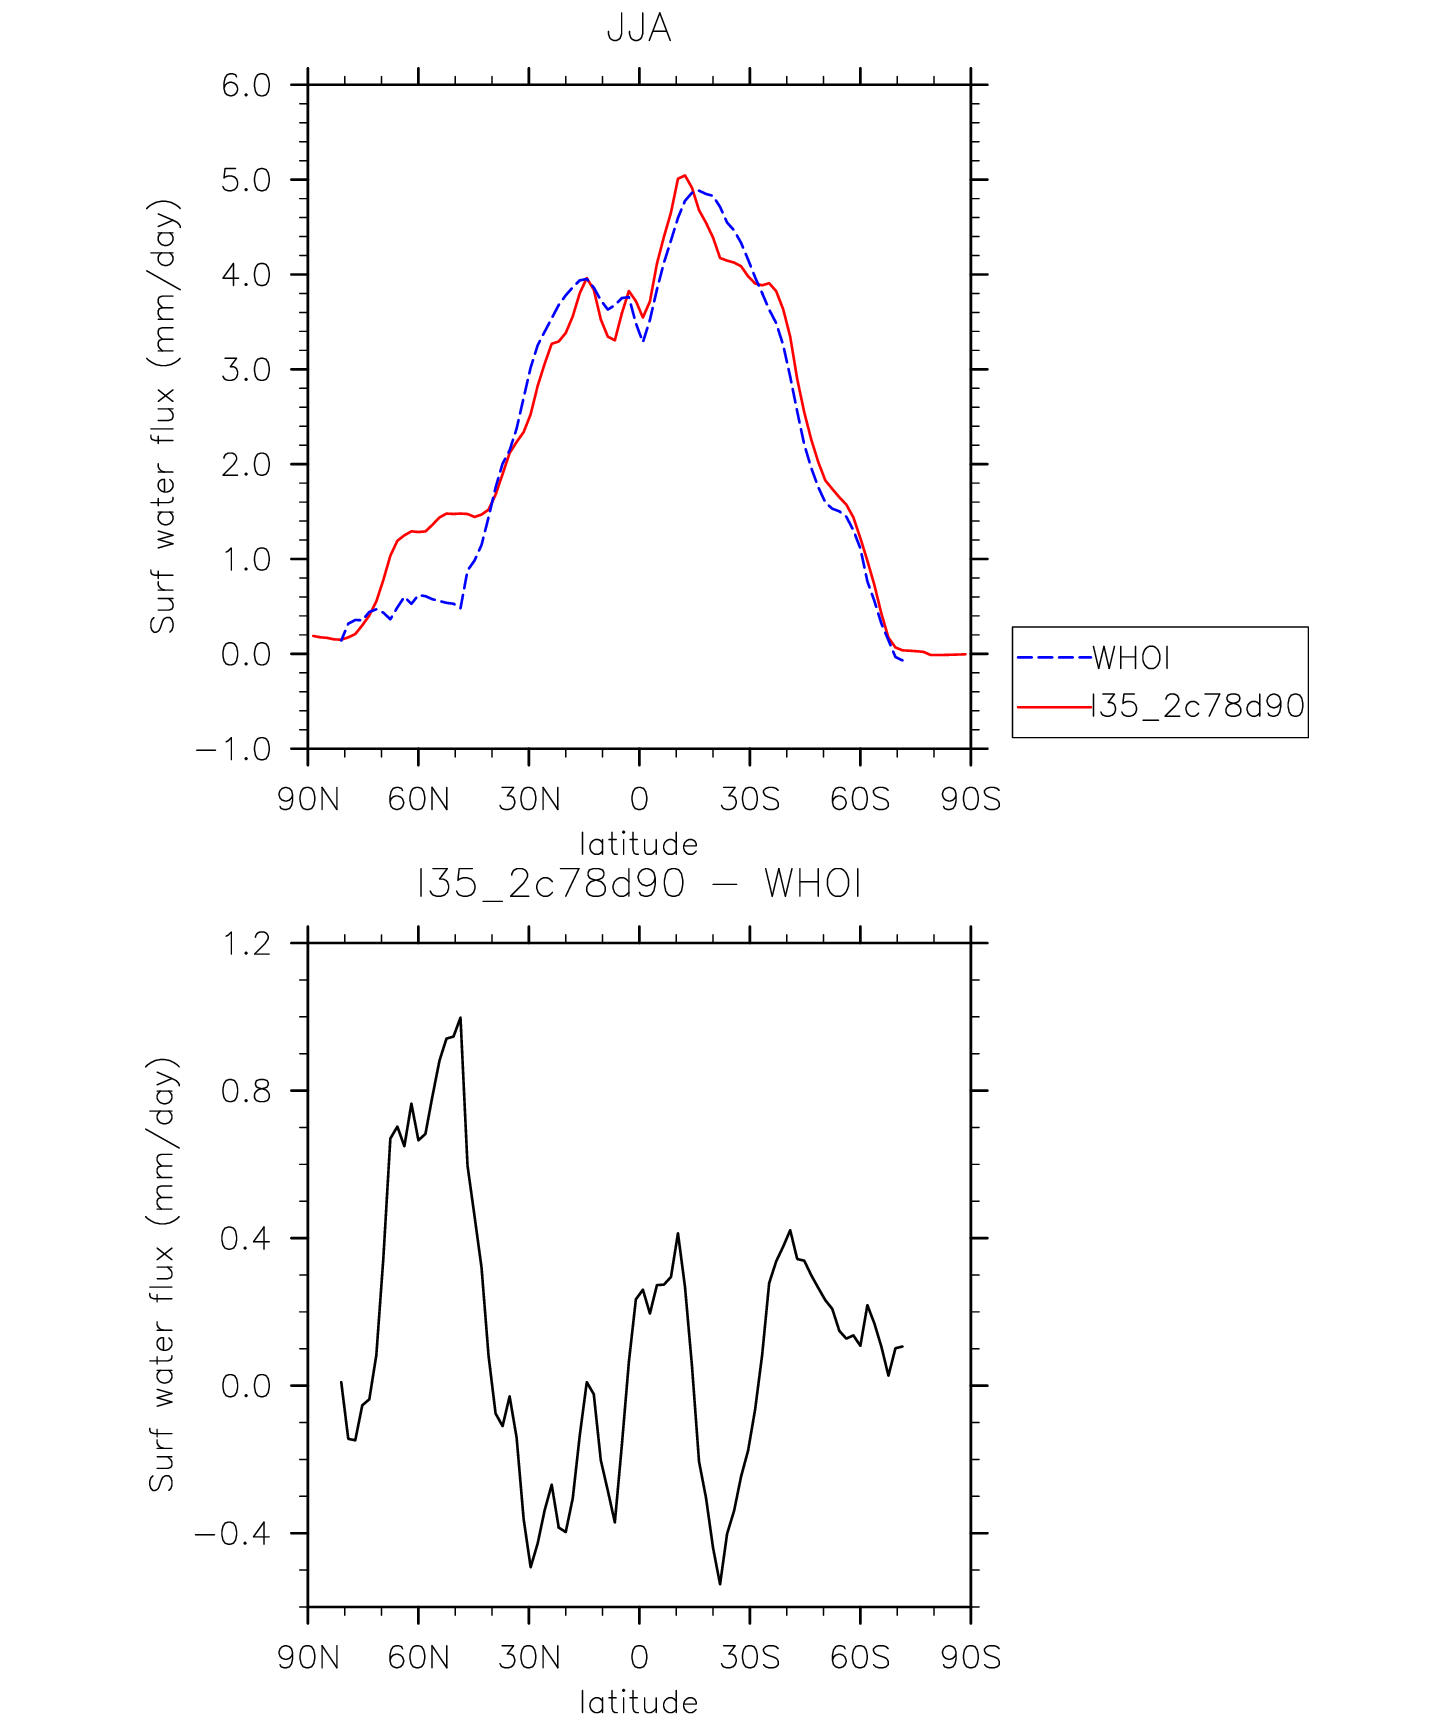 JJA
6.0
5.0
4.0
3.0
2.0
1.0
0.0
−1.0
Surf water flux (mm/day)
90N 60N 30N 0 30S 60S 90S
latitude
WHOI
I35_2c78d90
I35_2c78d90 − WHOI
1.2
0.8
0.4
0.0
−0.4
Surf water flux (mm/day)
90N 60N 30N 0 30S 60S 90S
latitude